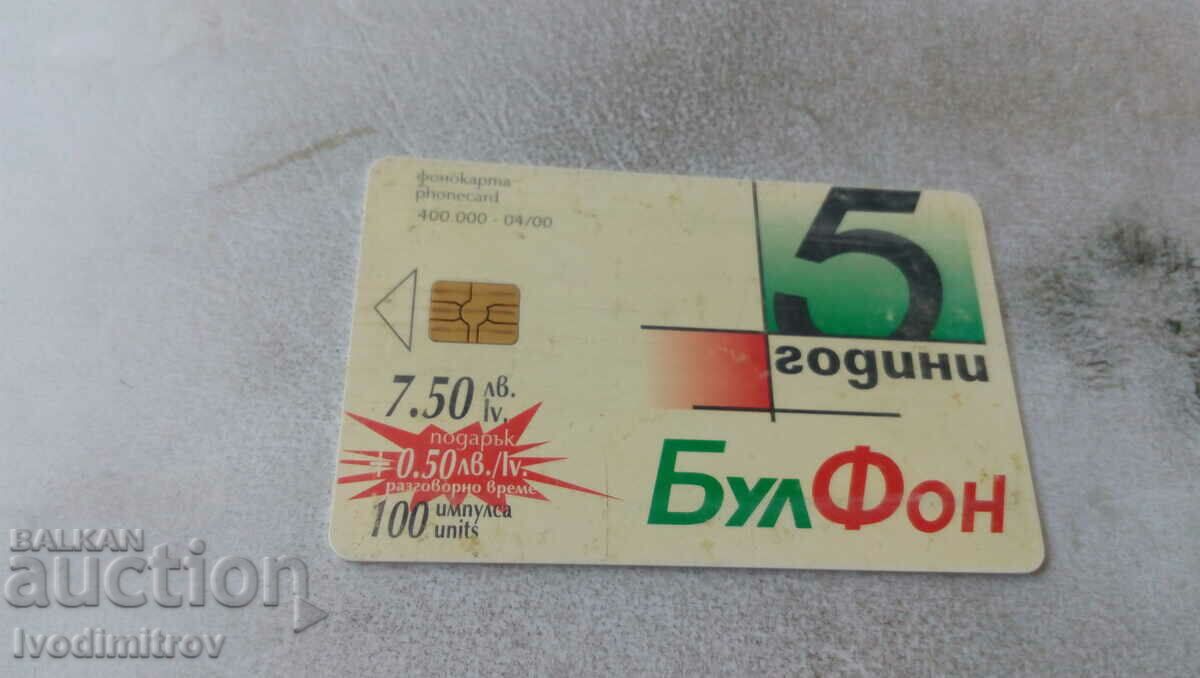 фонокарта
phonecard
400.000 - 04/00
5
години
7.50 лв.
lv.
подарък
+ 0.50лв./lv.
разговорно време
100 импулса
units
БулФон
BALKAN
auction
Ivodimitrov